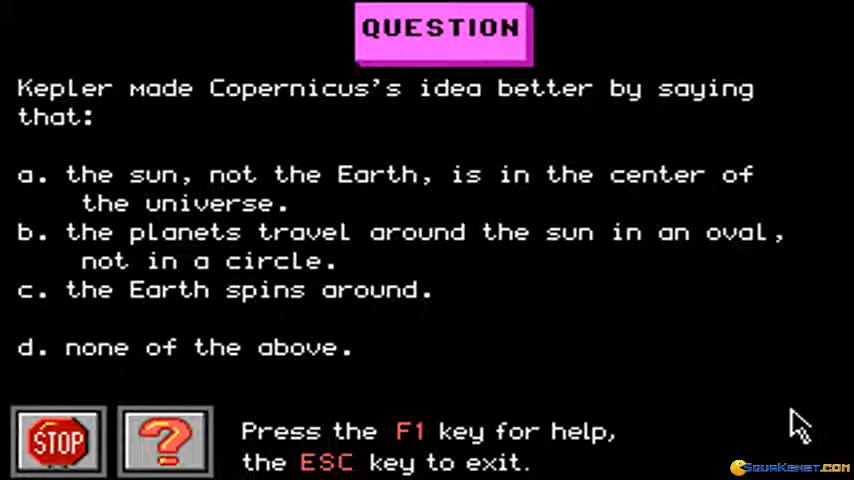 QUESTION
Kepler made Copernicus's idea better by saying
that:
a. the sun, not the Earth, is in the center of
the universe.
b. the planets travel around the sun in an oval,
not in a circle.
c. the Earth spins around.
d. none of the above.
STOP
?
Press the F1 key for help,
the ESC key to exit.
SquaKenet.com